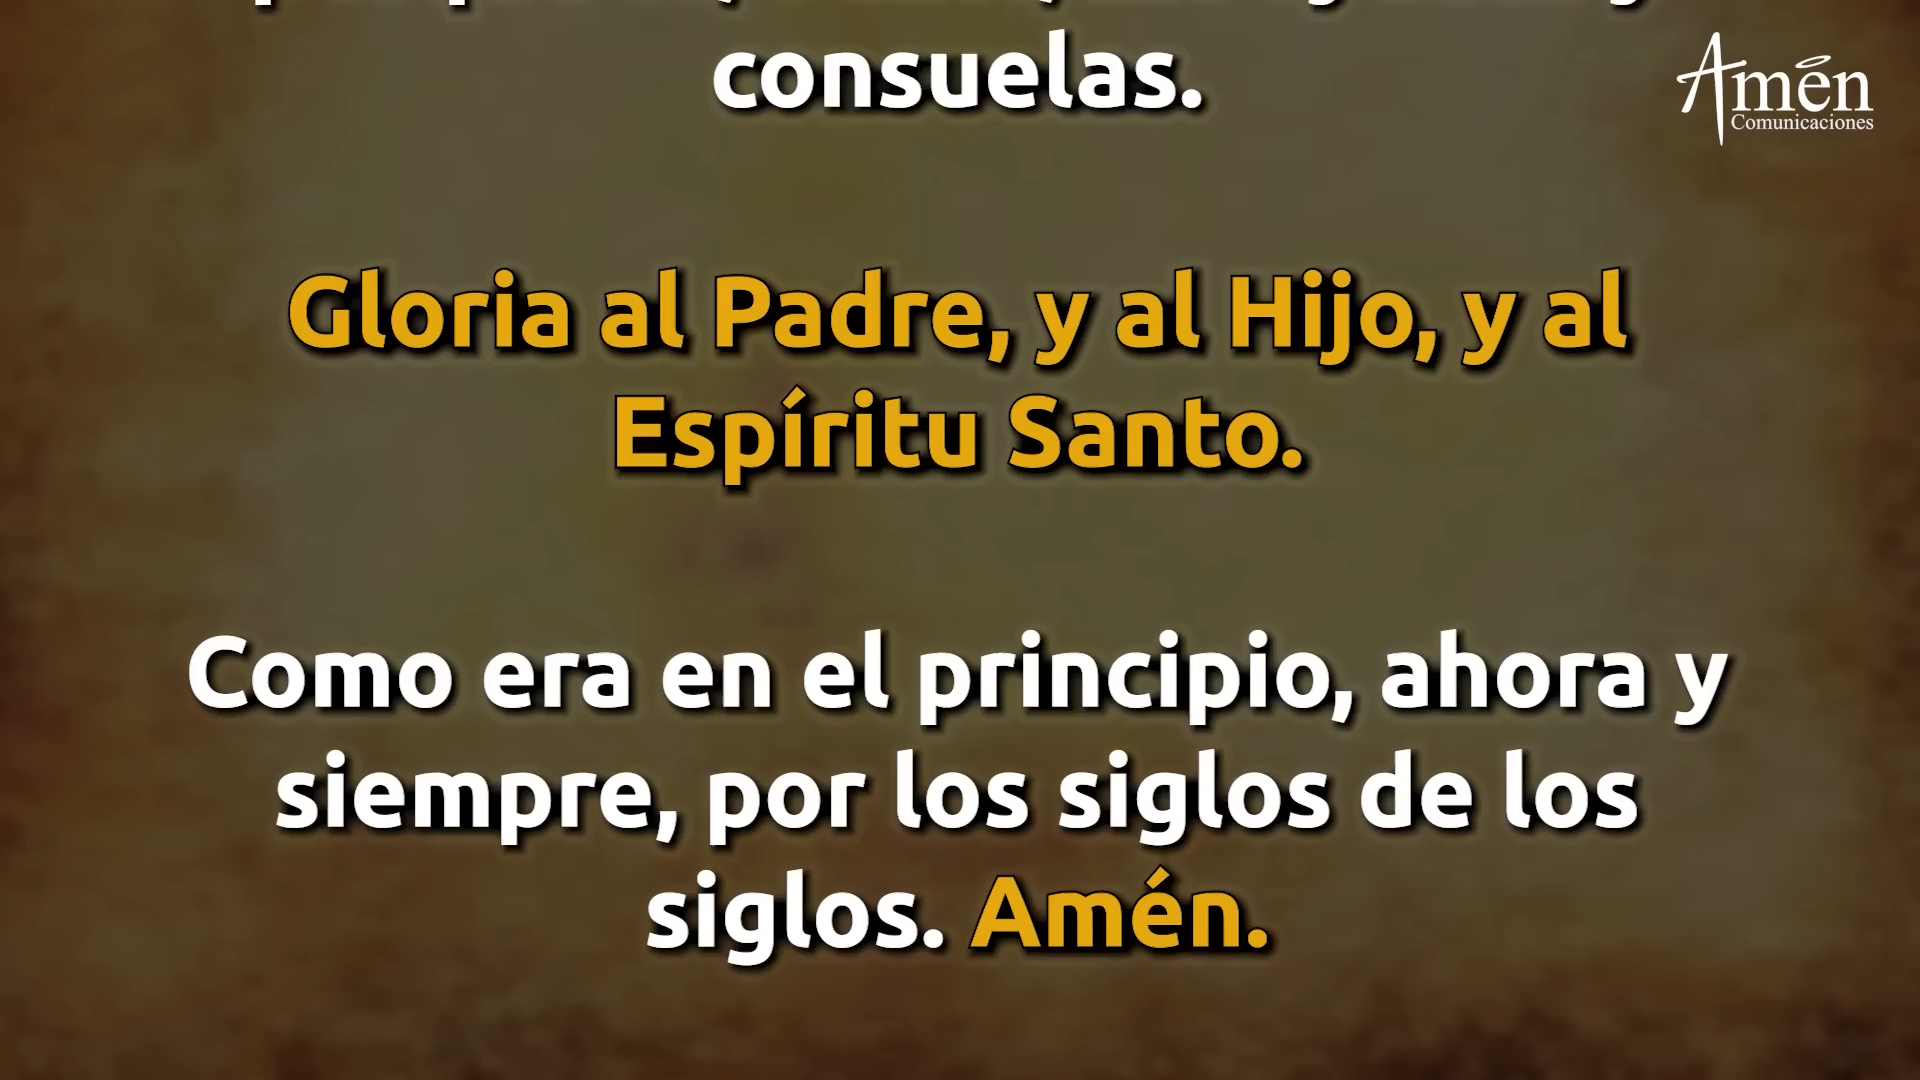 consuelas.
Amén
Comunicaciones
Gloria al Padre, y al Hijo, y al
Espíritu Santo.
Como era en el principio, ahora y
siempre, por los siglos de los
siglos. Amén.